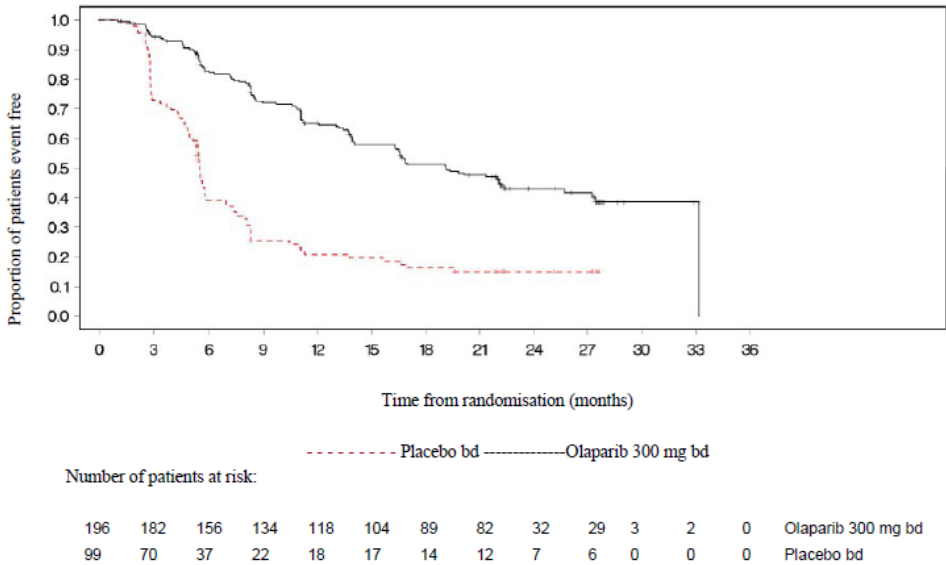 Proportion of patients event free
1.0
0.9
0.8
0.7
0.6
0.5
0.4
0.3
0.2
0.1
0.0
0 3 6 9 12 15 18 21 24 27 30 33 36
Time from randomisation (months)
Placebo bd Olaparib 300 mg bd
Number of patients at risk:
196 182 156 134 118 104 89 82 32 29 3 2 0 Olaparib 300 mg bd
99 70 37 22 18 17 14 12 7 6 0 0 0 Placebo bd